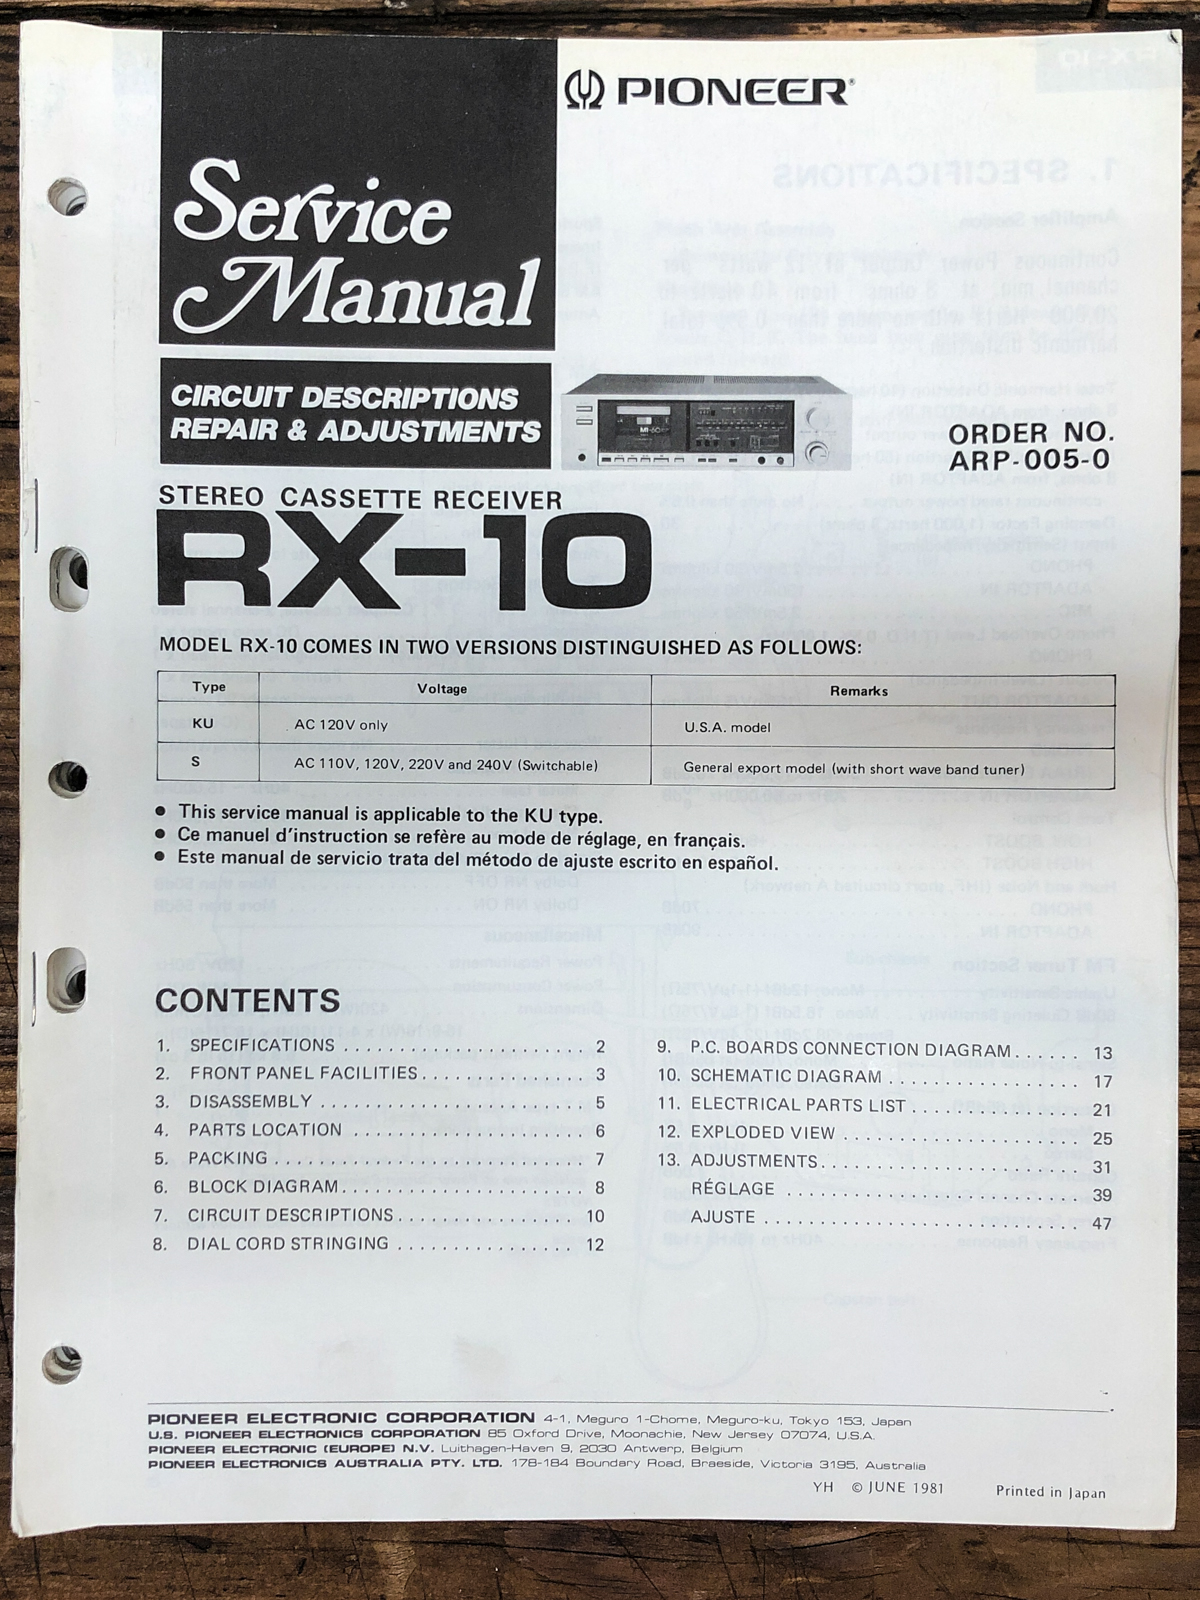 PIONEER®
Service
Manual
CIRCUIT DESCRIPTIONS
REPAIR & ADJUSTMENTS
ORDER NO.
ARP-005-0
STEREO CASSETTE RECEIVER
RX-10
MODEL RX-10 COMES IN TWO VERSIONS DISTINGUISHED AS FOLLOWS:
Type Voltage Remarks
KU AC 120V only U.S.A. model
S AC 110V, 120V, 220V and 240V (Switchable) General export model (with short wave band tuner)
● This service manual is applicable to the KU type.
● Ce manuel d'instruction se refère au mode de réglage, en français.
● Este manual de servicio trata del método de ajuste escrito en español.
CONTENTS
1. SPECIFICATIONS . . . . . . . . . . . . . . . . . . . . . . 2
2. FRONT PANEL FACILITIES . . . . . . . . . . . . . . 3
3. DISASSEMBLY . . . . . . . . . . . . . . . . . . . . . . . . 5
4. PARTS LOCATION . . . . . . . . . . . . . . . . . . . . . 6
5. PACKING . . . . . . . . . . . . . . . . . . . . . . . . . . . . 7
6. BLOCK DIAGRAM . . . . . . . . . . . . . . . . . . . . . . 8
7. CIRCUIT DESCRIPTIONS . . . . . . . . . . . . . . . . 10
8. DIAL CORD STRINGING . . . . . . . . . . . . . . . . 12
9. P.C. BOARDS CONNECTION DIAGRAM . . . . . . 13
10. SCHEMATIC DIAGRAM . . . . . . . . . . . . . . . . . 17
11. ELECTRICAL PARTS LIST . . . . . . . . . . . . . . . 21
12. EXPLODED VIEW . . . . . . . . . . . . . . . . . . . . . 25
13. ADJUSTMENTS . . . . . . . . . . . . . . . . . . . . . . . 31
RÉGLAGE . . . . . . . . . . . . . . . . . . . . . . . . . . . 39
AJUSTE . . . . . . . . . . . . . . . . . . . . . . . . . . . . 47
PIONEER ELECTRONIC CORPORATION 4-1, Meguro 1-Chome, Meguro-ku, Tokyo 153, Japan
U.S. PIONEER ELECTRONICS CORPORATION 85 Oxford Drive, Moonachie, New Jersey 07074, U.S.A.
PIONEER ELECTRONIC (EUROPE) N.V. Luithagen-Haven 9, 2030 Antwerp, Belgium
PIONEER ELECTRONICS AUSTRALIA PTY. LTD. 178-184 Boundary Road, Braeside, Victoria 3195, Australia
YH © JUNE 1981 Printed in Japan